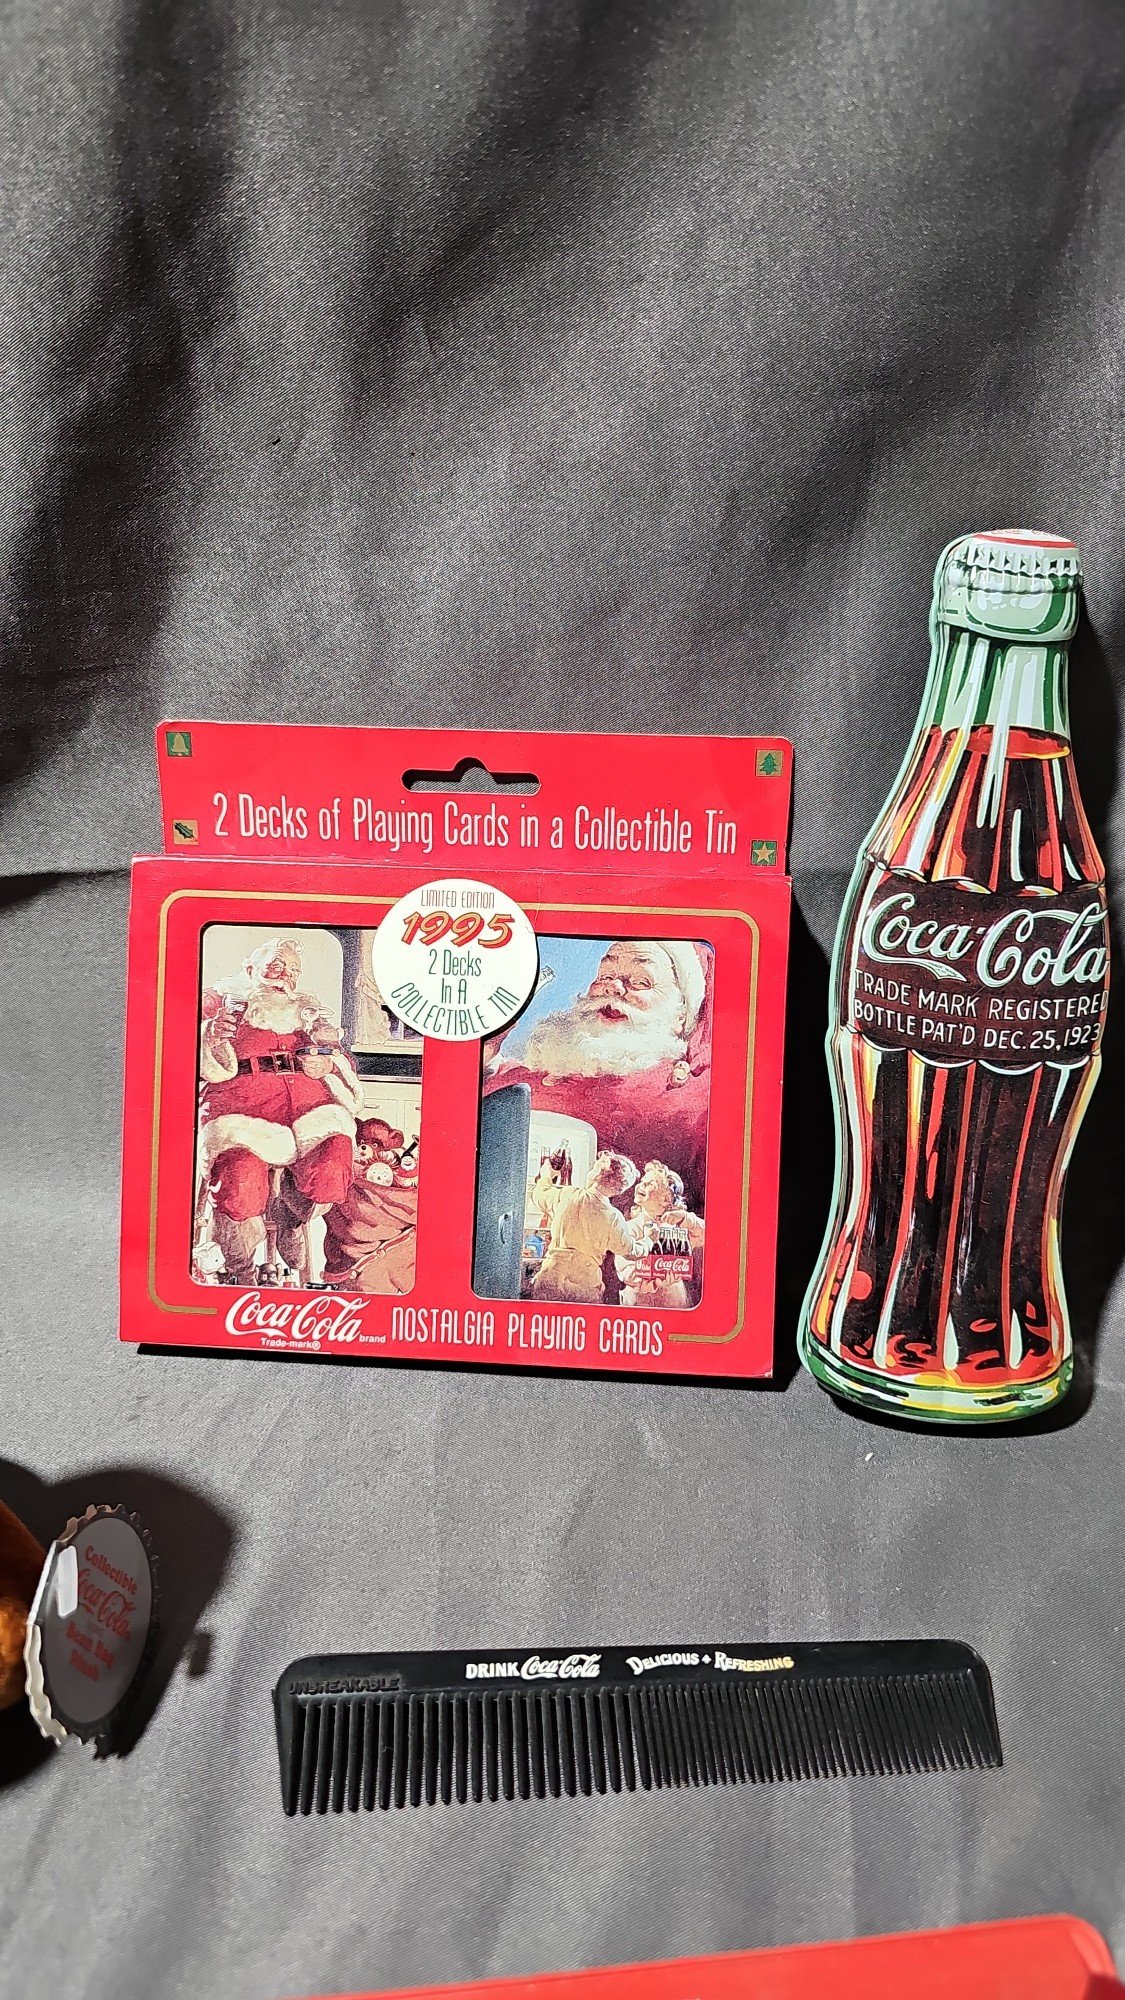 2 Decks of Playing Cards in a Collectible Tin
LIMITED EDITION
1995
2 Decks
In A
COLLECTIBLE TIN
Coca-Cola
Coca-Cola
Trade-mark®
brand
NOSTALGIA PLAYING CARDS
Coca-Cola
TRADE MARK REGISTERED
BOTTLE PAT'D DEC. 25, 1923
Collectible
Coca-Cola
Bean Bag
Plush
UNBREAKABLE
DRINK Coca-Cola DELICIOUS + REFRESHING